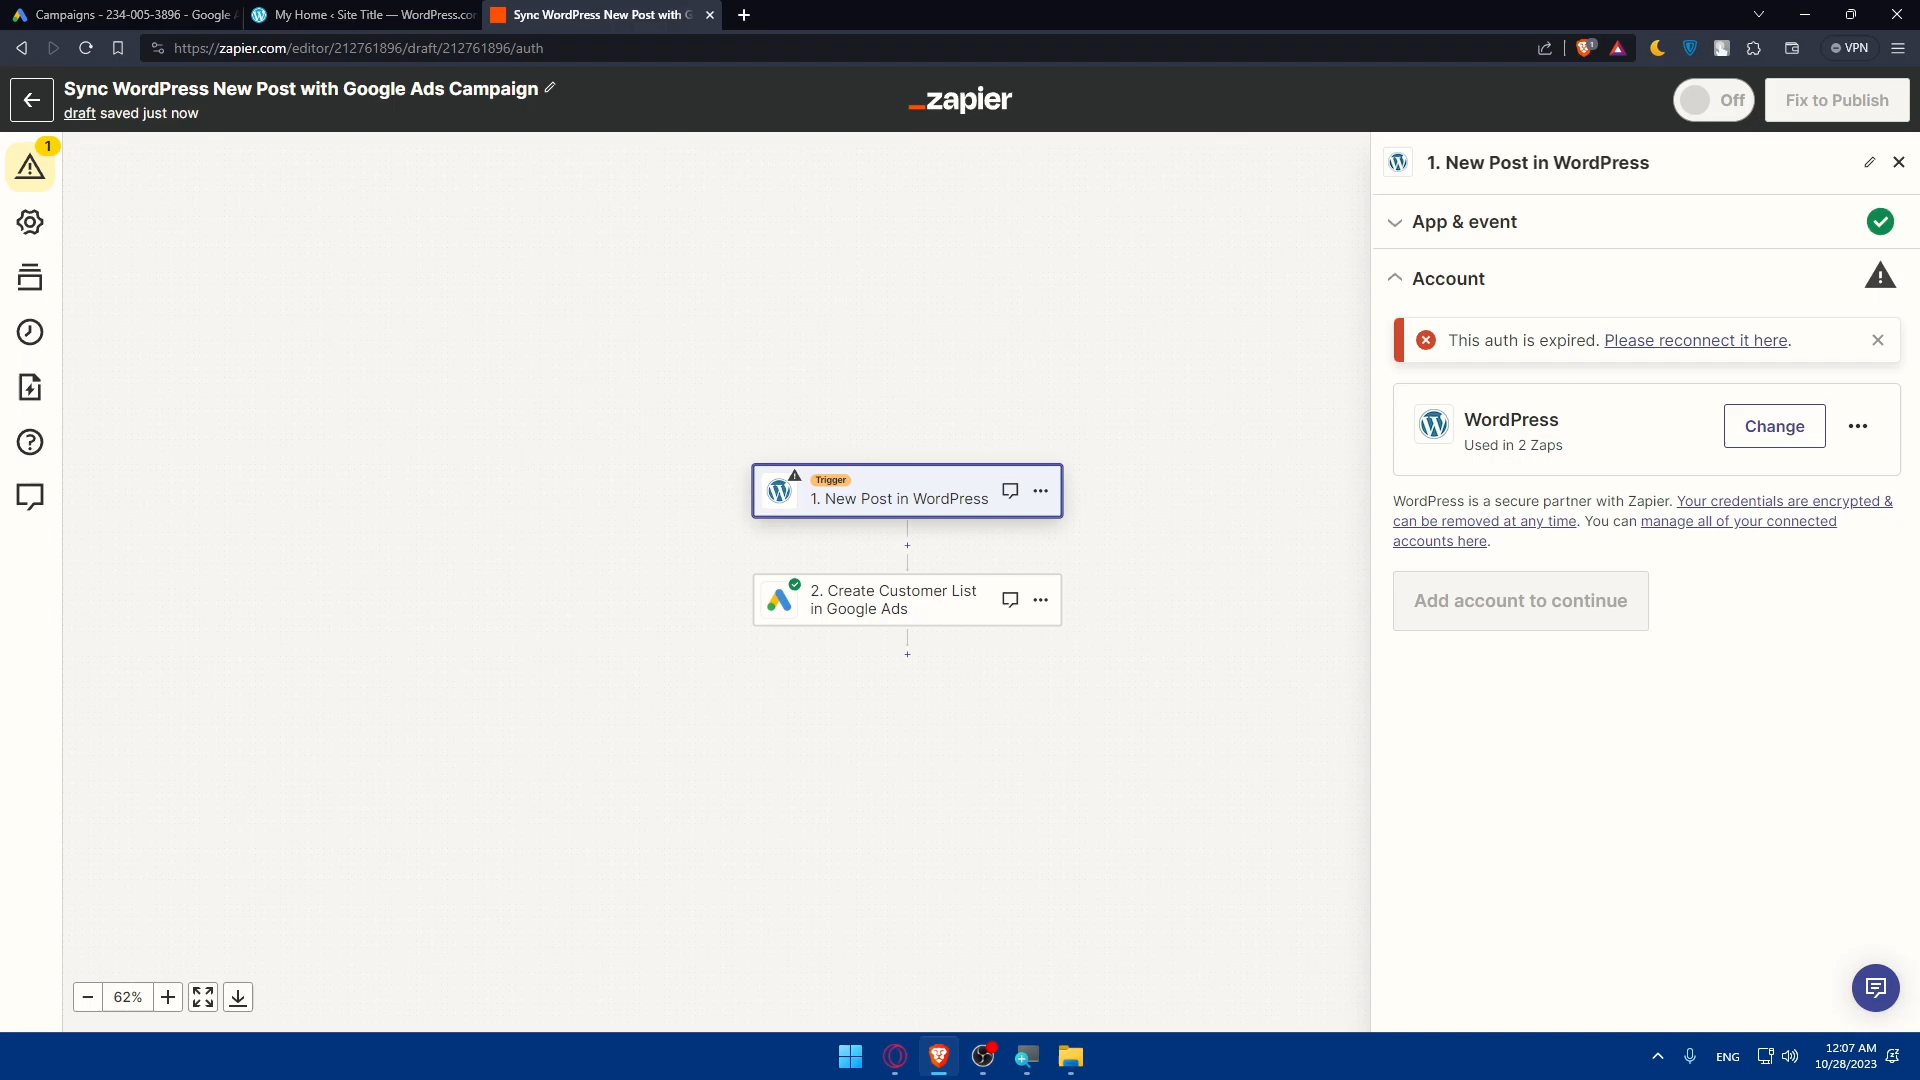 Campaigns - 234-005-3896 - Google
My Home ‹ Site Title — WordPress.co
Sync WordPress New Post with G
https://zapier.com/editor/212761896/draft/212761896/auth
VPN
Sync WordPress New Post with Google Ads Campaign
draft saved just now
zapier
Off
Fix to Publish
1
1. New Post in WordPress
App & event
Account
This auth is expired. Please reconnect it here.
WordPress
Used in 2 Zaps
Change
WordPress is a secure partner with Zapier. Your credentials are encrypted &
can be removed at any time. You can manage all of your connected
accounts here.
Add account to continue
Trigger
1. New Post in WordPress
2. Create Customer List
in Google Ads
62%
ENG
12:07 AM
10/28/2023